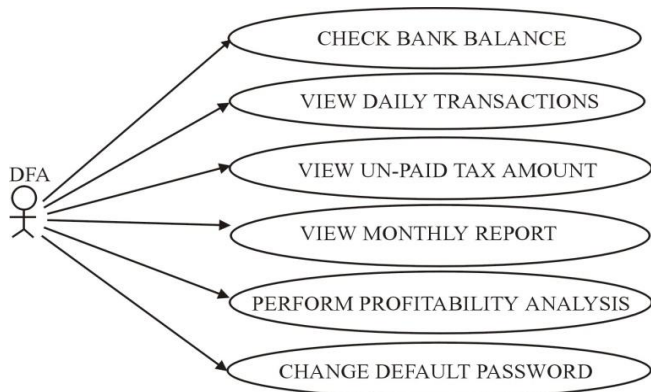 CHECK BANK BALANCE
VIEW DAILY TRANSACTIONS
DFA
VIEW UN-PAID TAX AMOUNT
VIEW MONTHLY REPORT
PERFORM PROFITABILITY ANALYSIS
CHANGE DEFAULT PASSWORD